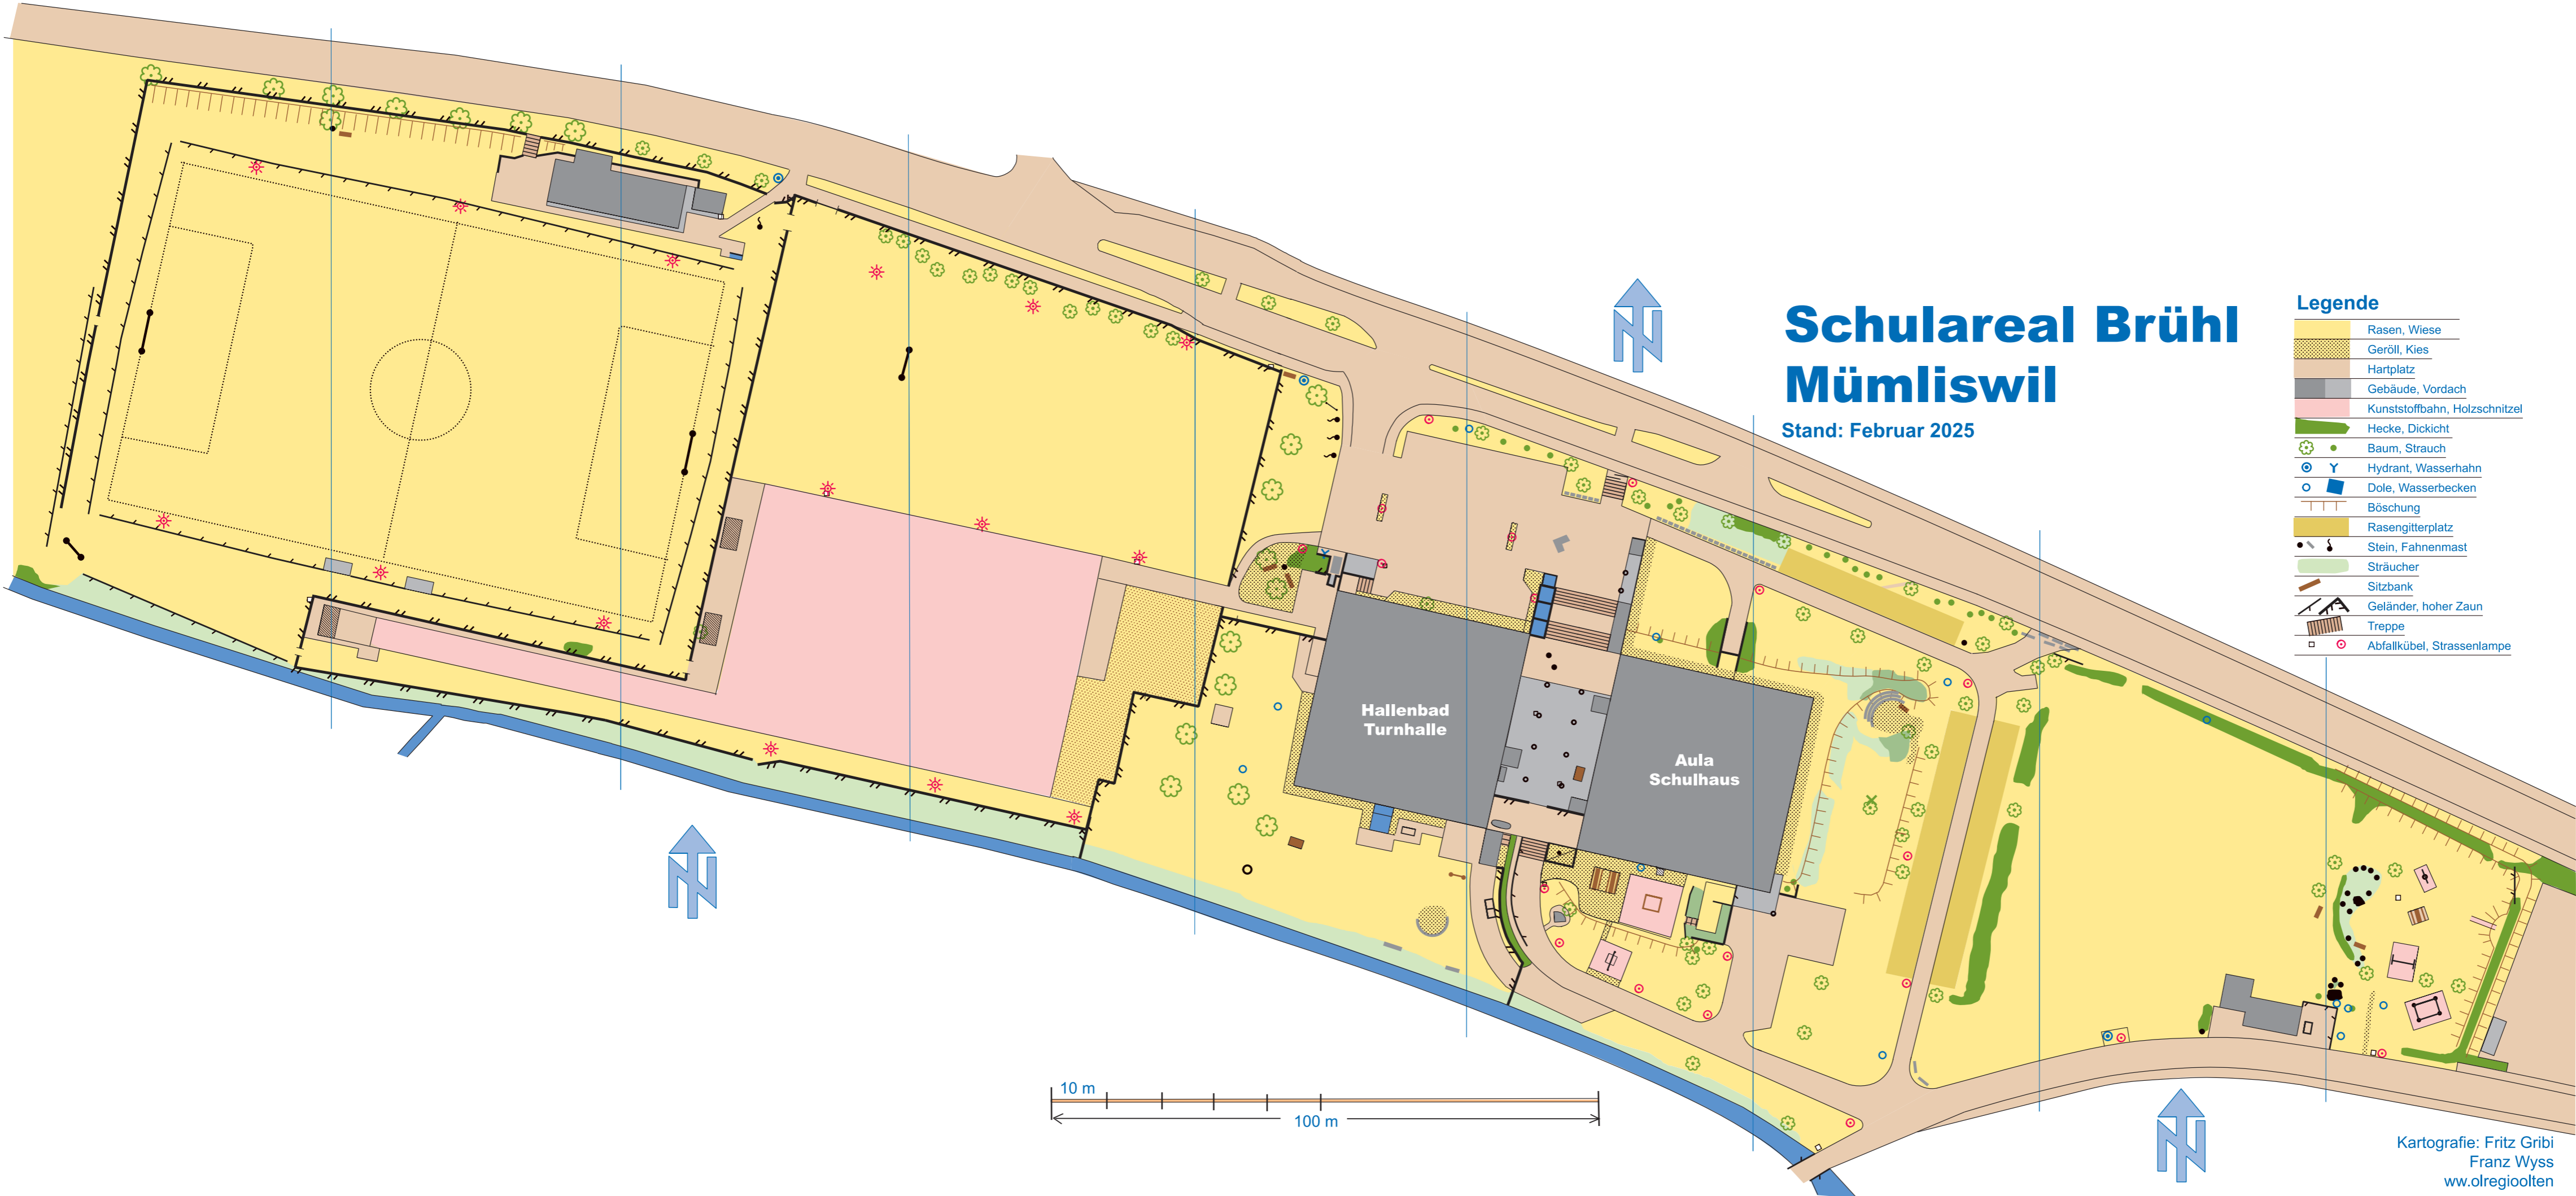 Schulareal Brühl
Mümliswil
Stand: Februar 2025
Legende
Rasen, Wiese
Geröll, Kies
Hartplatz
Gebäude, Vordach
Kunststoffbahn, Holzschnitzel
Hecke, Dickicht
Baum, Strauch
Hydrant, Wasserhahn
Dole, Wasserbecken
Böschung
Rasengitterplatz
Stein, Fahnenmast
Sträucher
Sitzbank
Geländer, hoher Zaun
Treppe
Abfallkübel, Strassenlampe
Hallenbad
Turnhalle
Aula
Schulhaus
N
N
N
10 m
100 m
Kartografie: Fritz Gribi
Franz Wyss
ww.olregioolten